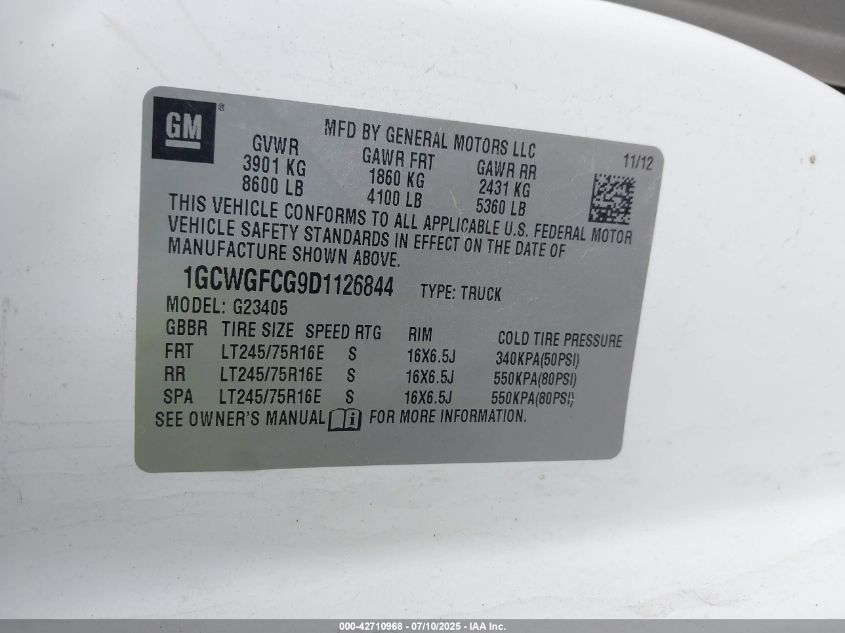 GM®
MFD BY GENERAL MOTORS LLC 11/12
GVWR GAWR FRT GAWR RR
3901 KG 1860 KG 2431 KG
8600 LB 4100 LB 5360 LB
THIS VEHICLE CONFORMS TO ALL APPLICABLE U.S. FEDERAL MOTOR
VEHICLE SAFETY STANDARDS IN EFFECT ON THE DATE OF
MANUFACTURE SHOWN ABOVE.
1GCWGFCG9D1126844 TYPE: TRUCK
MODEL: G23405
GBBR TIRE SIZE SPEED RTG RIM COLD TIRE PRESSURE
FRT LT245/75R16E S 16X6.5J 340KPA(50PSI)
RR LT245/75R16E S 16X6.5J 550KPA(80PSI)
SPA LT245/75R16E S 16X6.5J 550KPA(80PSI)
SEE OWNER'S MANUAL i FOR MORE INFORMATION.
000-42710968 - 07/10/2025 - IAA Inc.